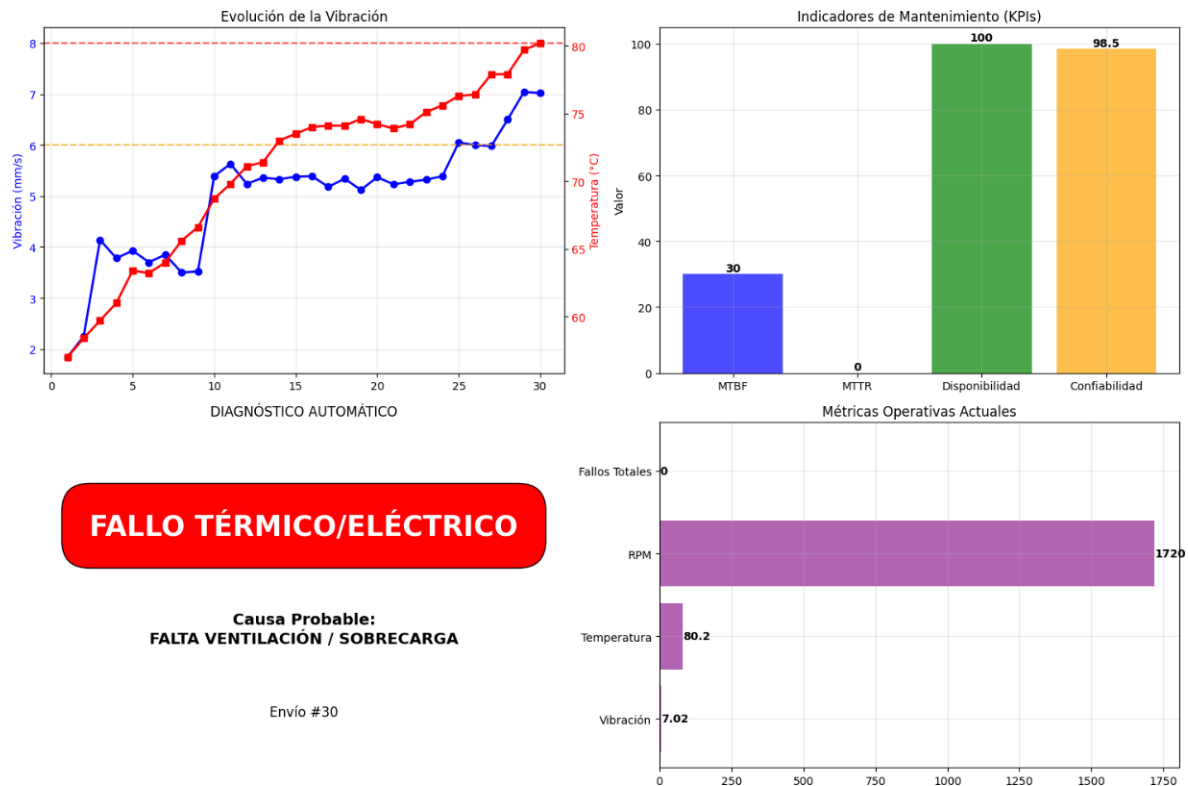 Evolución de la Vibración
Vibración (mm/s)
8
7
6
5
4
3
2
0 5 10 15 20 25 30
80
75
70
65
60
Temperatura (°C)
Indicadores de Mantenimiento (KPIs)
Valor
100
80
60
40
20
0
30
0
100
98.5
MTBF MTTR Disponibilidad Confiabilidad
DIAGNÓSTICO AUTOMÁTICO
FALLO TÉRMICO/ELÉCTRICO
Causa Probable:
FALTA VENTILACIÓN / SOBRECARGA
Envío #30
Métricas Operativas Actuales
Fallos Totales 0
RPM 1720
Temperatura 80.2
Vibración 7.02
0 250 500 750 1000 1250 1500 1750